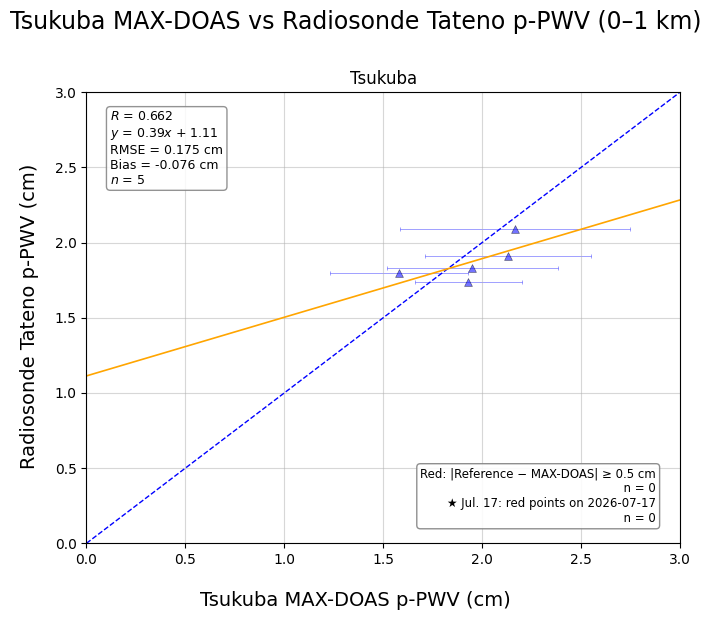 Tsukuba MAX-DOAS vs Radiosonde Tateno p-PWV (0–1 km)
Tsukuba
3.0
2.5
2.0
1.5
1.0
0.5
0.0
Radiosonde Tateno p-PWV (cm)
R = 0.662
y = 0.39x + 1.11
RMSE = 0.175 cm
Bias = -0.076 cm
n = 5
Red: |Reference − MAX-DOAS| ≥ 0.5 cm
n = 0
★ Jul. 17: red points on 2026-07-17
n = 0
0.0 0.5 1.0 1.5 2.0 2.5 3.0
Tsukuba MAX-DOAS p-PWV (cm)